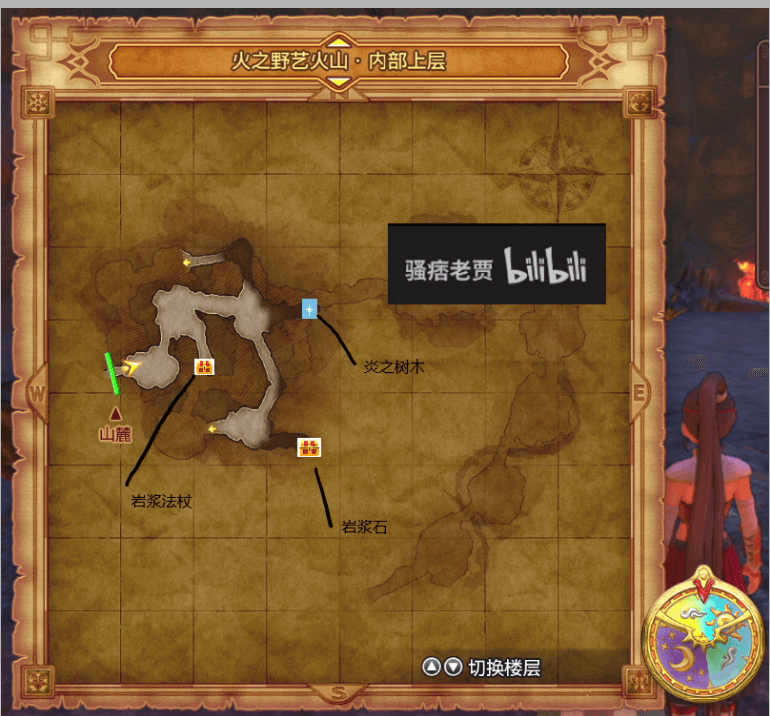 火之野艺火山·内部上层
N
骚痞老贾 bilibili
炎之树木
W
E
山麓
岩浆法杖
岩浆石
切换楼层
S